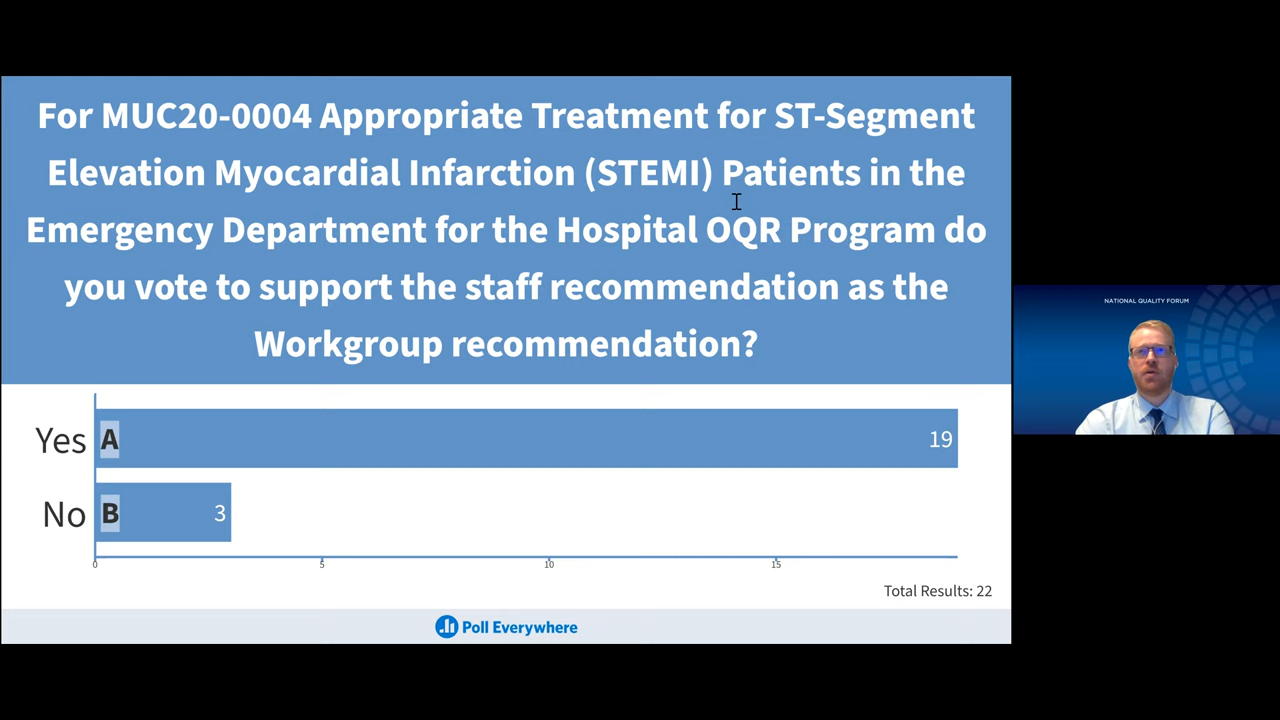 For MUC20-0004 Appropriate Treatment for ST-Segment
Elevation Myocardial Infarction (STEMI) Patients in the
Emergency Department for the Hospital OQR Program do
you vote to support the staff recommendation as the
Workgroup recommendation?
NATIONAL QUALITY FORUM
Yes A 19
No B 3
0 5 10 15
Total Results: 22
Poll Everywhere